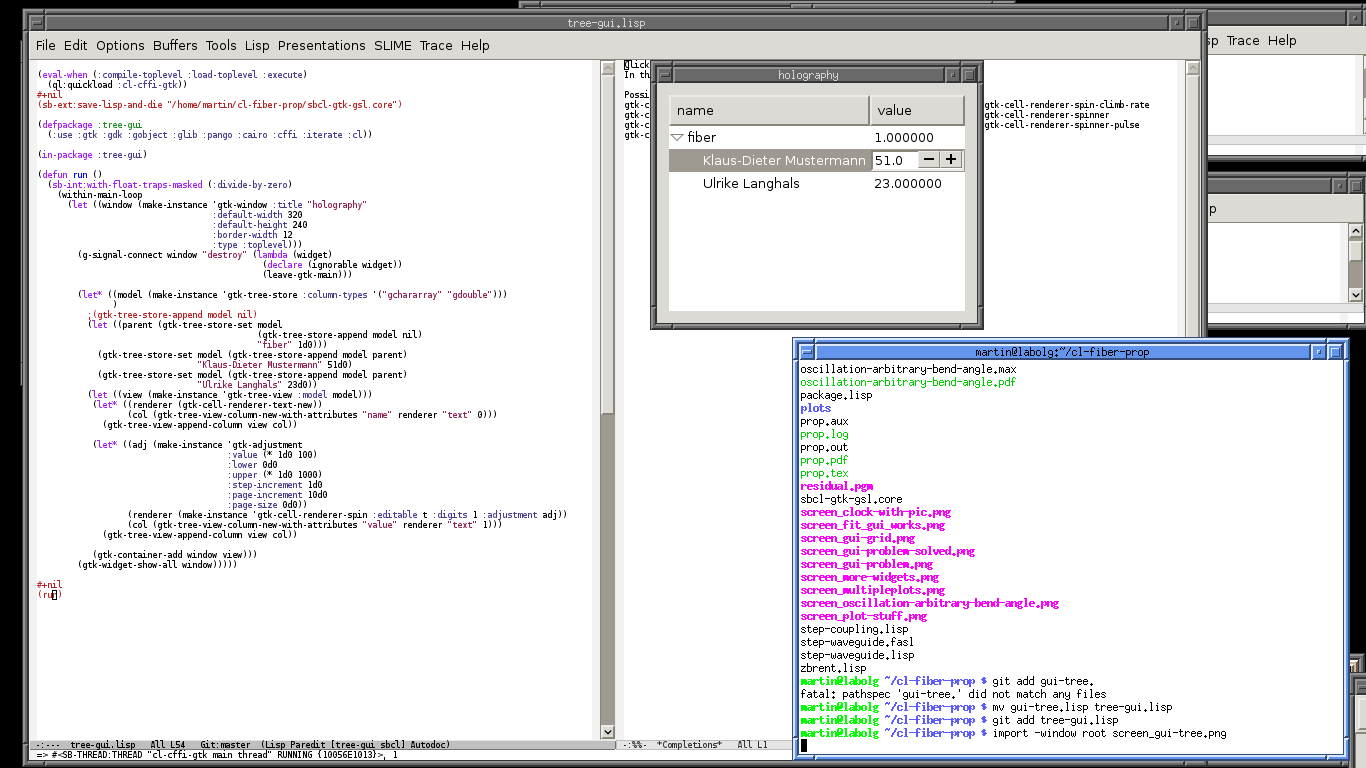 tree-gui.lisp
File Edit Options Buffers Tools Lisp Presentations SLIME Trace Help
(eval-when (:compile-toplevel :load-toplevel :execute)
  (ql:quickload :cl-cffi-gtk))
#+nil
(sb-ext:save-lisp-and-die "/home/martin/cl-fiber-prop/sbcl-gtk-gsl.core")
(defpackage :tree-gui
  (:use :gtk :gdk :gobject :glib :pango :cairo :cffi :iterate :cl))
(in-package :tree-gui)
(defun run ()
  (sb-int:with-float-traps-masked (:divide-by-zero)
    (within-main-loop
      (let ((window (make-instance 'gtk-window :title "holography"
:default-width 320
:default-height 240
:border-width 12
:type :toplevel)))
(g-signal-connect window "destroy" (lambda (widget)
(declare (ignorable widget))
(leave-gtk-main)))
(let* ((model (make-instance 'gtk-tree-store :column-types '("gchararray" "gdouble")))
)
;(gtk-tree-store-append model nil)
(let ((parent (gtk-tree-store-set model
(gtk-tree-store-append model nil)
"fiber" 1d0)))
(gtk-tree-store-set model (gtk-tree-store-append model parent)
"Klaus-Dieter Mustermann" 51d0)
(gtk-tree-store-set model (gtk-tree-store-append model parent)
"Ulrike Langhals" 23d0))
(let ((view (make-instance 'gtk-tree-view :model model)))
(let* ((renderer (gtk-cell-renderer-text-new))
(col (gtk-tree-view-column-new-with-attributes "name" renderer "text" 0)))
(gtk-tree-view-append-column view col))
(let* ((adj (make-instance 'gtk-adjustment
:value (* 1d0 100)
:lower 0d0
:upper (* 1d0 1000)
:step-increment 1d0
:page-increment 10d0
:page-size 0d0))
(renderer (make-instance 'gtk-cell-renderer-spin :editable t :digits 1 :adjustment adj))
(col (gtk-tree-view-column-new-with-attributes "value" renderer "text" 1)))
(gtk-tree-view-append-column view col))
(gtk-container-add window view)))
(gtk-widget-show-all window)))))
#+nil
(run)
-:--- tree-gui.lisp All L54 Git:master (Lisp Paredit [tree-gui sbcl] Autodoc)
=> #<SB-THREAD:THREAD "cl-cffi-gtk main thread" RUNNING {10056E1013}>, 1
Click
In th
Possi
gtk-c
gtk-c
gtk-c
gtk-c
gtk-cell-renderer-spin-climb-rate
gtk-cell-renderer-spinner
gtk-cell-renderer-spinner-pulse
-:%%- *Completions* All L1
holography
name value
fiber 1.000000
Klaus-Dieter Mustermann 51.0 − +
Ulrike Langhals 23.000000
sp Trace Help
p
martin@labolg:~/cl-fiber-prop
oscillation-arbitrary-bend-angle.max
oscillation-arbitrary-bend-angle.pdf
package.lisp
plots
prop.aux
prop.log
prop.out
prop.pdf
prop.tex
residual.pgm
sbcl-gtk-gsl.core
screen_clock-with-pic.png
screen_fit_gui_works.png
screen_gui-grid.png
screen_gui-problem-solved.png
screen_gui-problem.png
screen_more-widgets.png
screen_multipleplots.png
screen_oscillation-arbitrary-bend-angle.png
screen_plot-stuff.png
step-coupling.lisp
step-waveguide.fasl
step-waveguide.lisp
zbrent.lisp
martin@labolg ~/cl-fiber-prop $ git add gui-tree.
fatal: pathspec 'gui-tree.' did not match any files
martin@labolg ~/cl-fiber-prop $ mv gui-tree.lisp tree-gui.lisp
martin@labolg ~/cl-fiber-prop $ git add tree-gui.lisp
martin@labolg ~/cl-fiber-prop $ import -window root screen_gui-tree.png